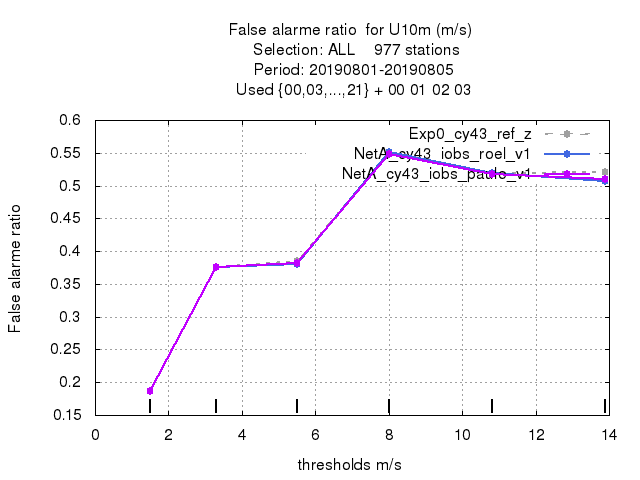 False alarme ratio  for U10m (m/s)
Selection: ALL    977 stations
Period: 20190801-20190805
Used {00,03,...,21} + 00 01 02 03
Exp0_cy43_ref_z
NetA_cy43_iobs_roel_v1
NetA_cy43_iobs_paulo_v1
0.6
0.55
0.5
0.45
0.4
0.35
0.3
0.25
0.2
0.15
False alarme ratio
0 2 4 6 8 10 12 14
thresholds m/s